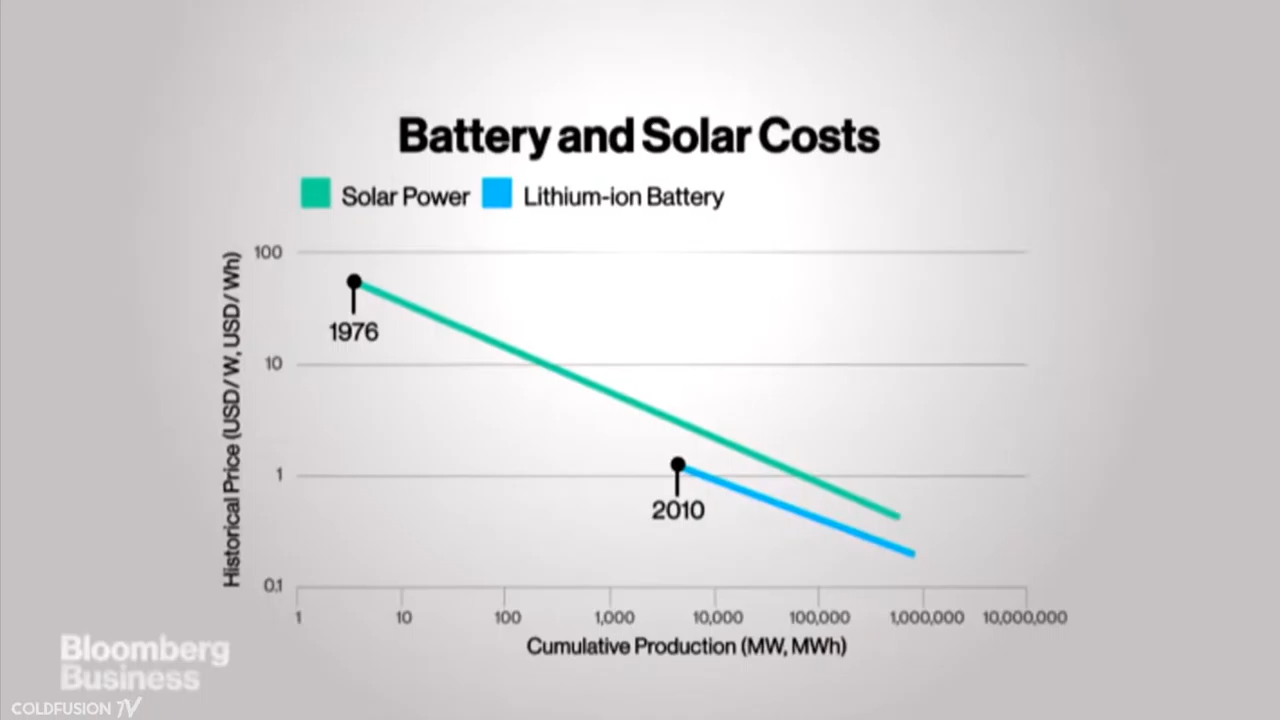 Battery and Solar Costs
Solar Power Lithium-ion Battery
Historical Price (USD/W, USD/Wh)
100
10
1
0.1
1976
2010
1 10 100 1,000 10,000 100,000 1,000,000 10,000,000
Cumulative Production (MW, MWh)
Bloomberg
Business
COLDFUSION TV